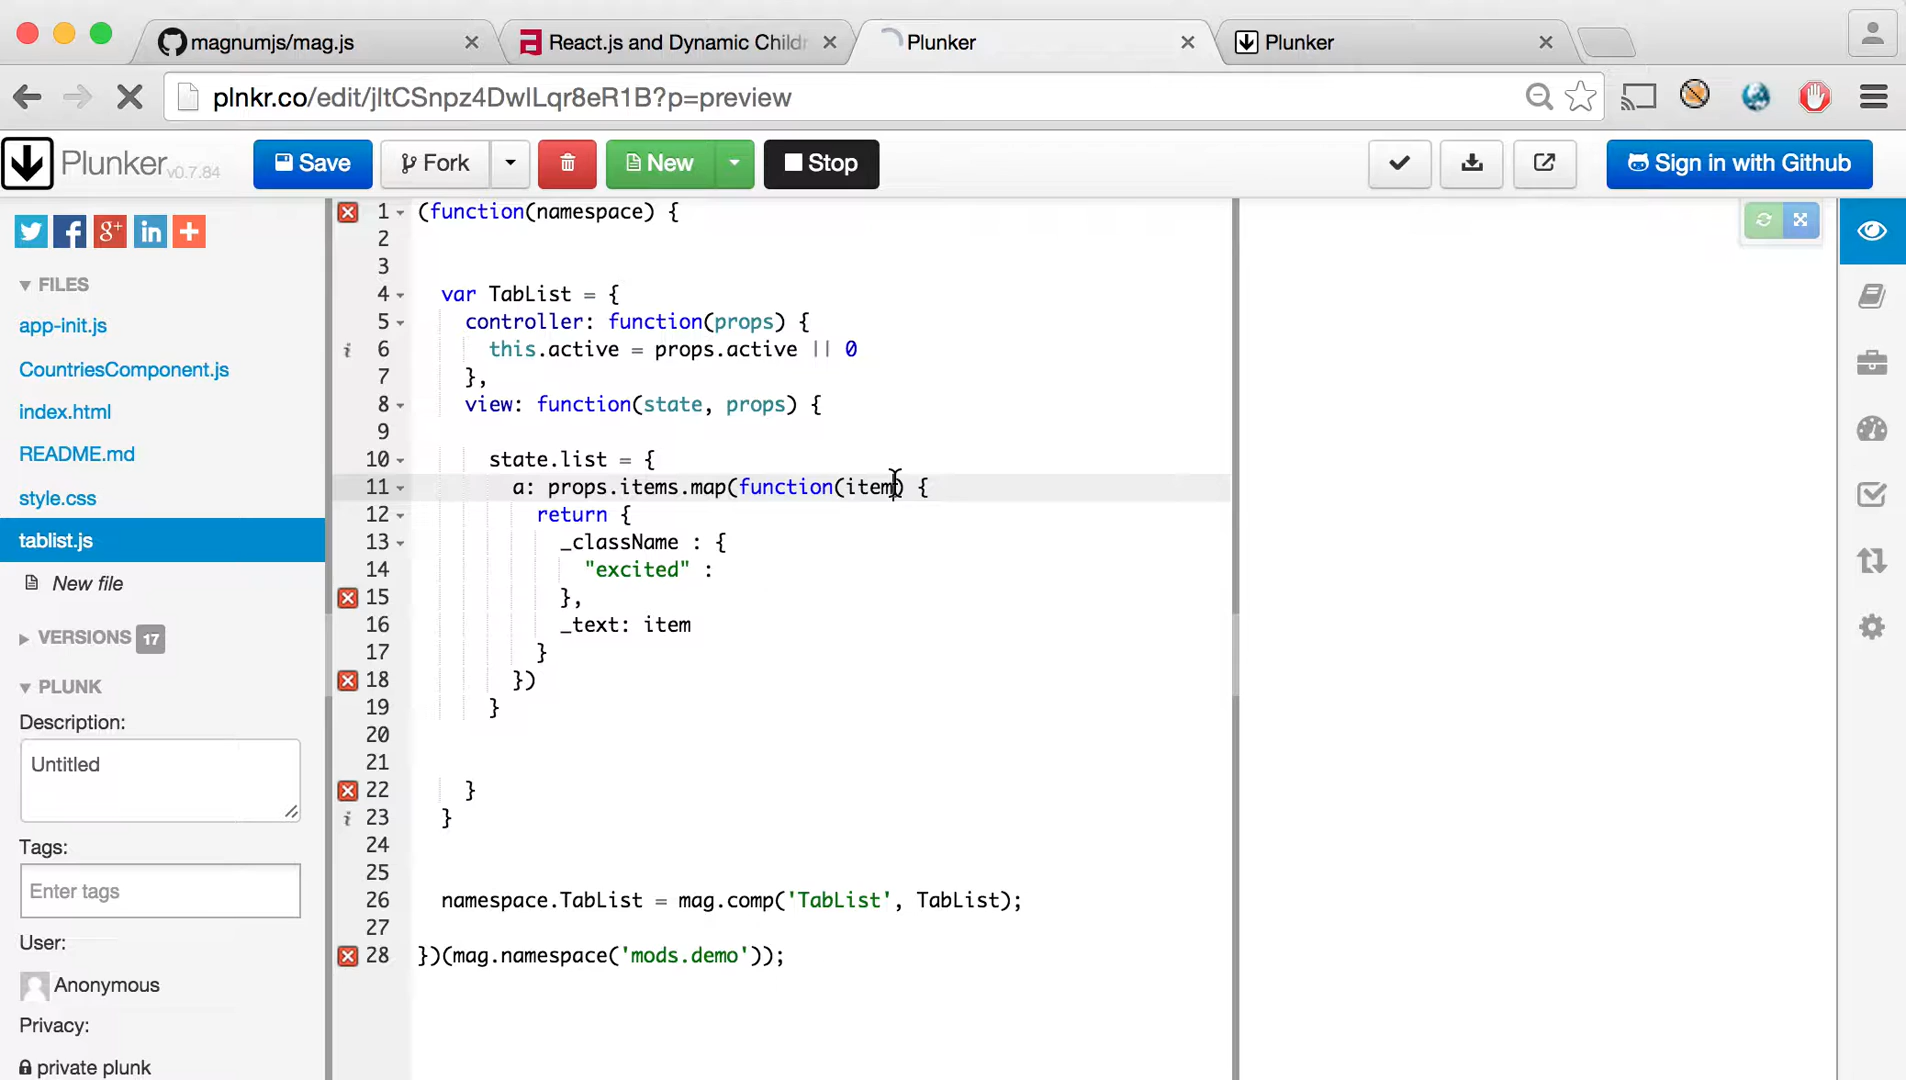 magnumjs/mag.js
React.js and Dynamic Child
Plunker
Plunker
plnkr.co/edit/jltCSnpz4DwlLqr8eR1B?p=preview
Plunker v0.7.84
Save
Fork
New
Stop
Sign in with Github
FILES
app-init.js
CountriesComponent.js
index.html
README.md
style.css
tablist.js
New file
VERSIONS 17
PLUNK
Description:
Untitled
Tags:
Enter tags
User:
Anonymous
Privacy:
private plunk
1 (function(namespace) {
2
3
4 var TabList = {
5 controller: function(props) {
6 this.active = props.active || 0
7 },
8 view: function(state, props) {
9
10 state.list = {
11 a: props.items.map(function(item) {
12 return {
13 _className : {
14 "excited" :
15 },
16 _text: item
17 }
18 })
19 }
20
21
22 }
23 }
24
25
26 namespace.TabList = mag.comp('TabList', TabList);
27
28 })(mag.namespace('mods.demo'));